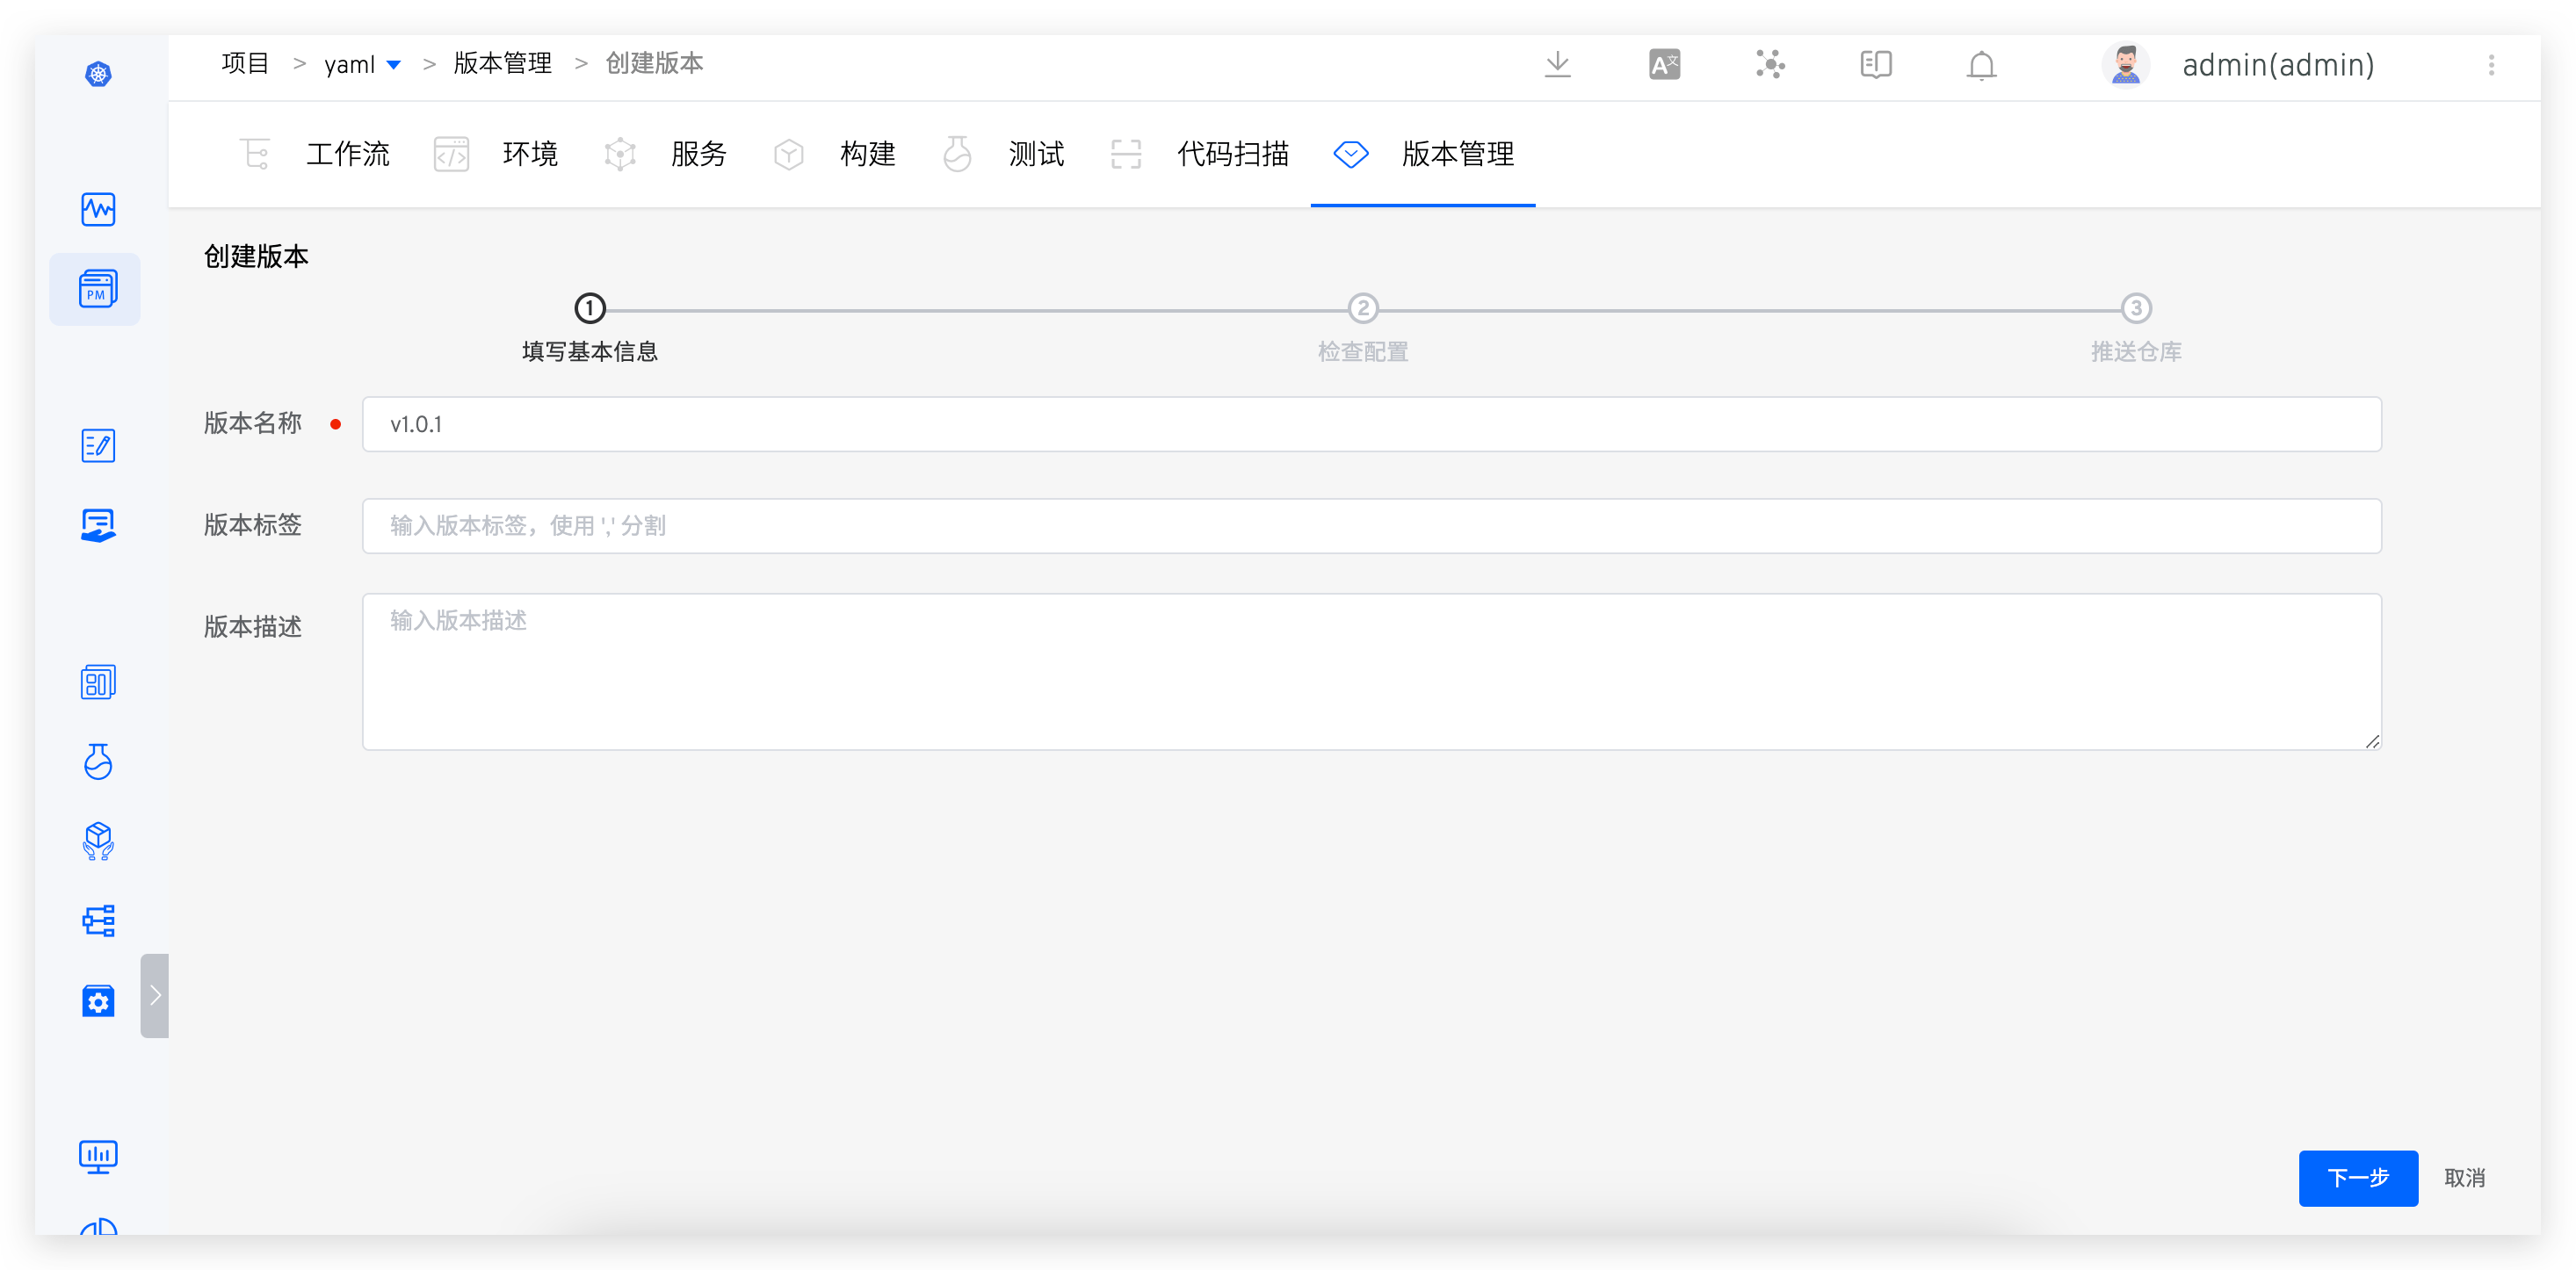 项目 > yaml > 版本管理 > 创建版本
A文
admin(admin)
工作流 环境 服务 构建 测试 代码扫描 版本管理
PM
创建版本
1 2 3
填写基本信息 检查配置 推送仓库
版本名称 v1.0.1
版本标签 输入版本标签，使用 ',' 分割
版本描述 输入版本描述
下一步 取消